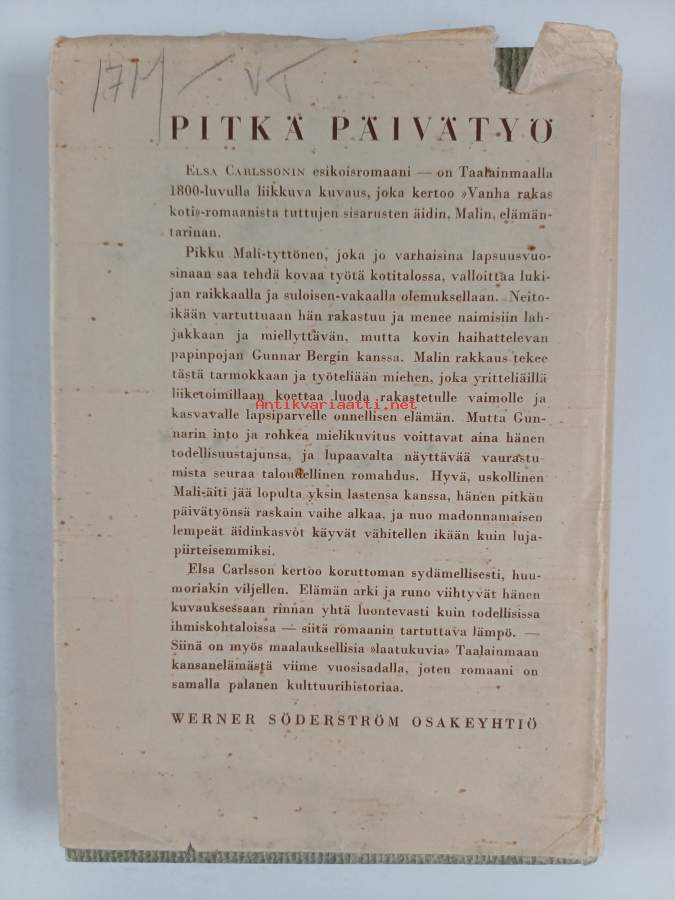 171 — VT
PITKÄ PÄIVÄTYÖ
ELSA CARLSSONIN esikoisromaani — on Taalainmaalla
1800-luvulla liikkuva kuvaus, joka kertoo »Vanha rakas
koti»-romaanista tuttujen sisarusten äidin, Malin, elämän-
tarinan.
Pikku Mali-tyttönen, joka jo varhaisina lapsuusvuo-
sinaan saa tehdä kovaa työtä kotitalossa, valloittaa luki-
jan raikkaalla ja suloisen-vakaalla olemuksellaan. Neito-
ikään vartuttuaan hän rakastuu ja menee naimisiin lah-
jakkaan ja miellyttävän, mutta kovin haihattelevan
papinpojan Gunnar Bergin kanssa. Malin rakkaus tekee
tästä tarmokkaan ja työteliään miehen, joka yritteliäillä
liiketoimillaan koettaa luoda rakastetulle vaimolle ja
Antikvariaatti.net
kasvavalle lapsiparvelle onnellisen elämän. Mutta Gun-
narin into ja rohkea mielikuvitus voittavat aina hänen
todellisuustajunsa, ja lupaavalta näyttävää vaurastu-
mista seuraa taloudellinen romahdus. Hyvä, uskollinen
Mali-äiti jää lopulta yksin lastensa kanssa, hänen pitkän
päivätyönsä raskain vaihe alkaa, ja nuo madonnamaisen
lempeät äidinkasvot käyvät vähitellen ikään kuin luja-
piirteisemmiksi.
Elsa Carlsson kertoo koruttoman sydämellisesti, huu-
moriakin viljellen. Elämän arki ja runo viihtyvät hänen
kuvauksessaan rinnan yhtä luontevasti kuin todellisissa
ihmiskohtaloissa — siitä romaanin tartuttava lämpö. —
Siinä on myös maalauksellisia »laatukuvia» Taalainmaan
kansanelämästä viime vuosisadalla, joten romaani on
samalla palanen kulttuurihistoriaa.
WERNER SÖDERSTRÖM OSAKEYHTIÖ